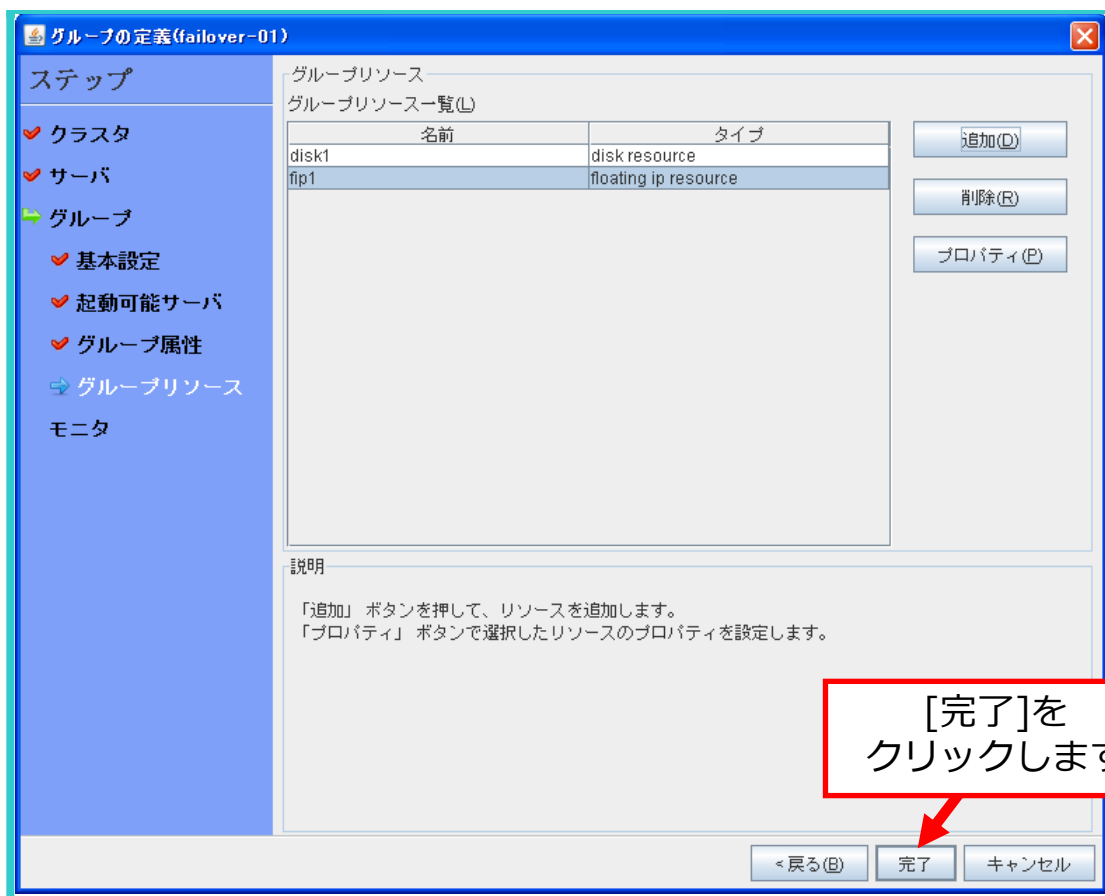 グループの定義(failover-01)
ステップ
クラスタ
サーバ
グループ
基本設定
起動可能サーバ
グループ属性
グループリソース
モニタ
グループリソース
グループリソース一覧(L)
名前 タイプ
disk1 disk resource
fip1 floating ip resource
追加(D)
削除(R)
プロパティ(P)
説明
「追加」 ボタンを押して、リソースを追加します。
「プロパティ」 ボタンで選択したリソースのプロパティを設定します。
[完了]を
クリックします
<戻る(B) 完了 キャンセル